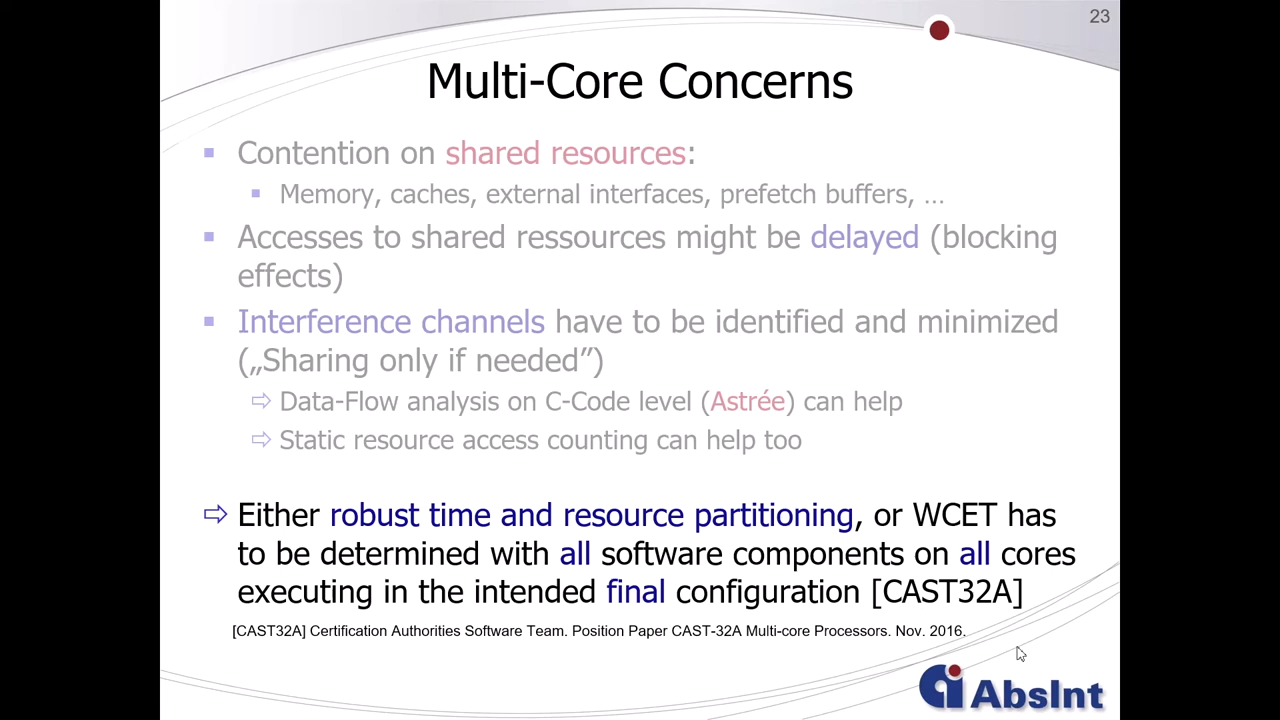 23
Multi-Core Concerns
▪ Contention on shared resources:
▪ Memory, caches, external interfaces, prefetch buffers, …
▪ Accesses to shared ressources might be delayed (blocking
effects)
▪ Interference channels have to be identified and minimized
(„Sharing only if needed”)
⇨ Data-Flow analysis on C-Code level (Astrée) can help
⇨ Static resource access counting can help too
⇨ Either robust time and resource partitioning, or WCET has
to be determined with all software components on all cores
executing in the intended final configuration [CAST32A]
[CAST32A] Certification Authorities Software Team. Position Paper CAST-32A Multi-core Processors. Nov. 2016.
ai AbsInt